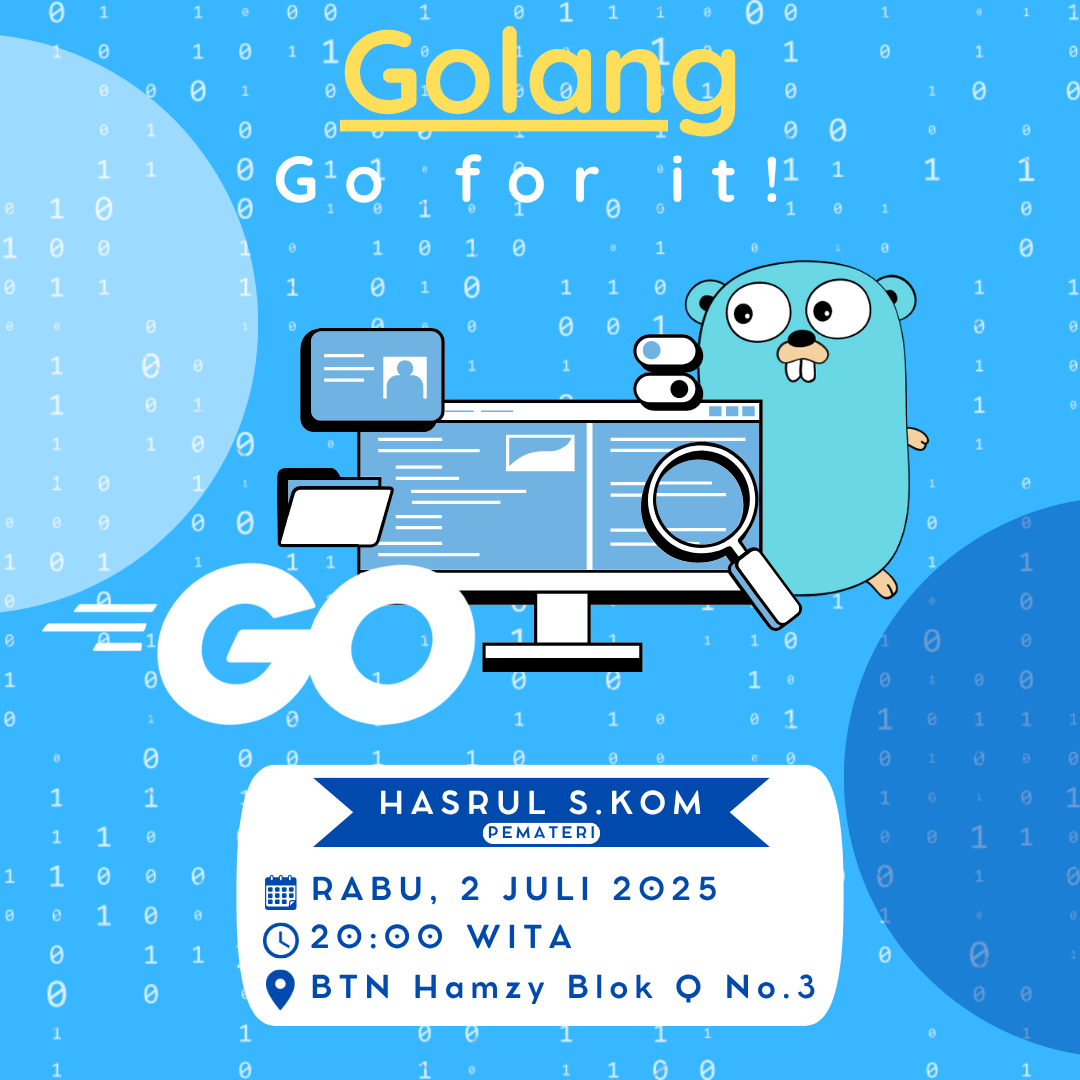 Golang
Go for it!
GO
HASRUL S.KOM
PEMATERI
RABU, 2 JULI 2025
20:00 WITA
BTN Hamzy Blok Q No.3